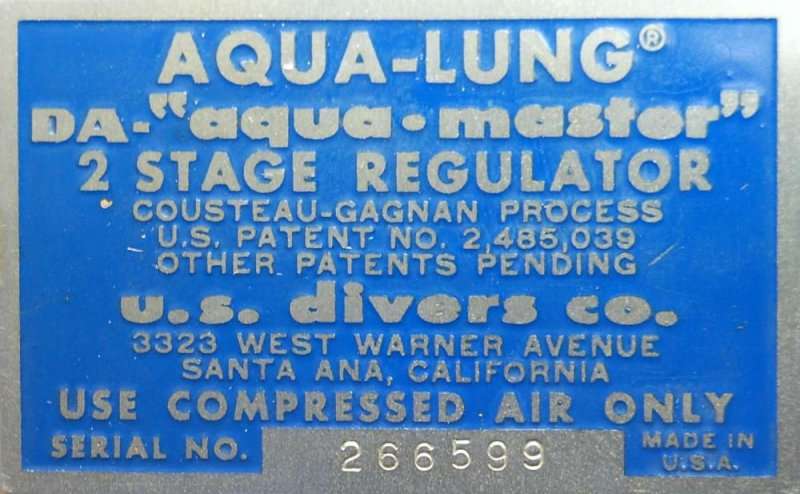 AQUA-LUNG®
DA-"aqua•master"
2 STAGE REGULATOR
COUSTEAU-GAGNAN PROCESS
U.S. PATENT NO. 2,485,039
OTHER PATENTS PENDING
u.s. divers co.
3323 WEST WARNER AVENUE
SANTA ANA, CALIFORNIA
USE COMPRESSED AIR ONLY
SERIAL NO. 266599 MADE IN
U.S.A.